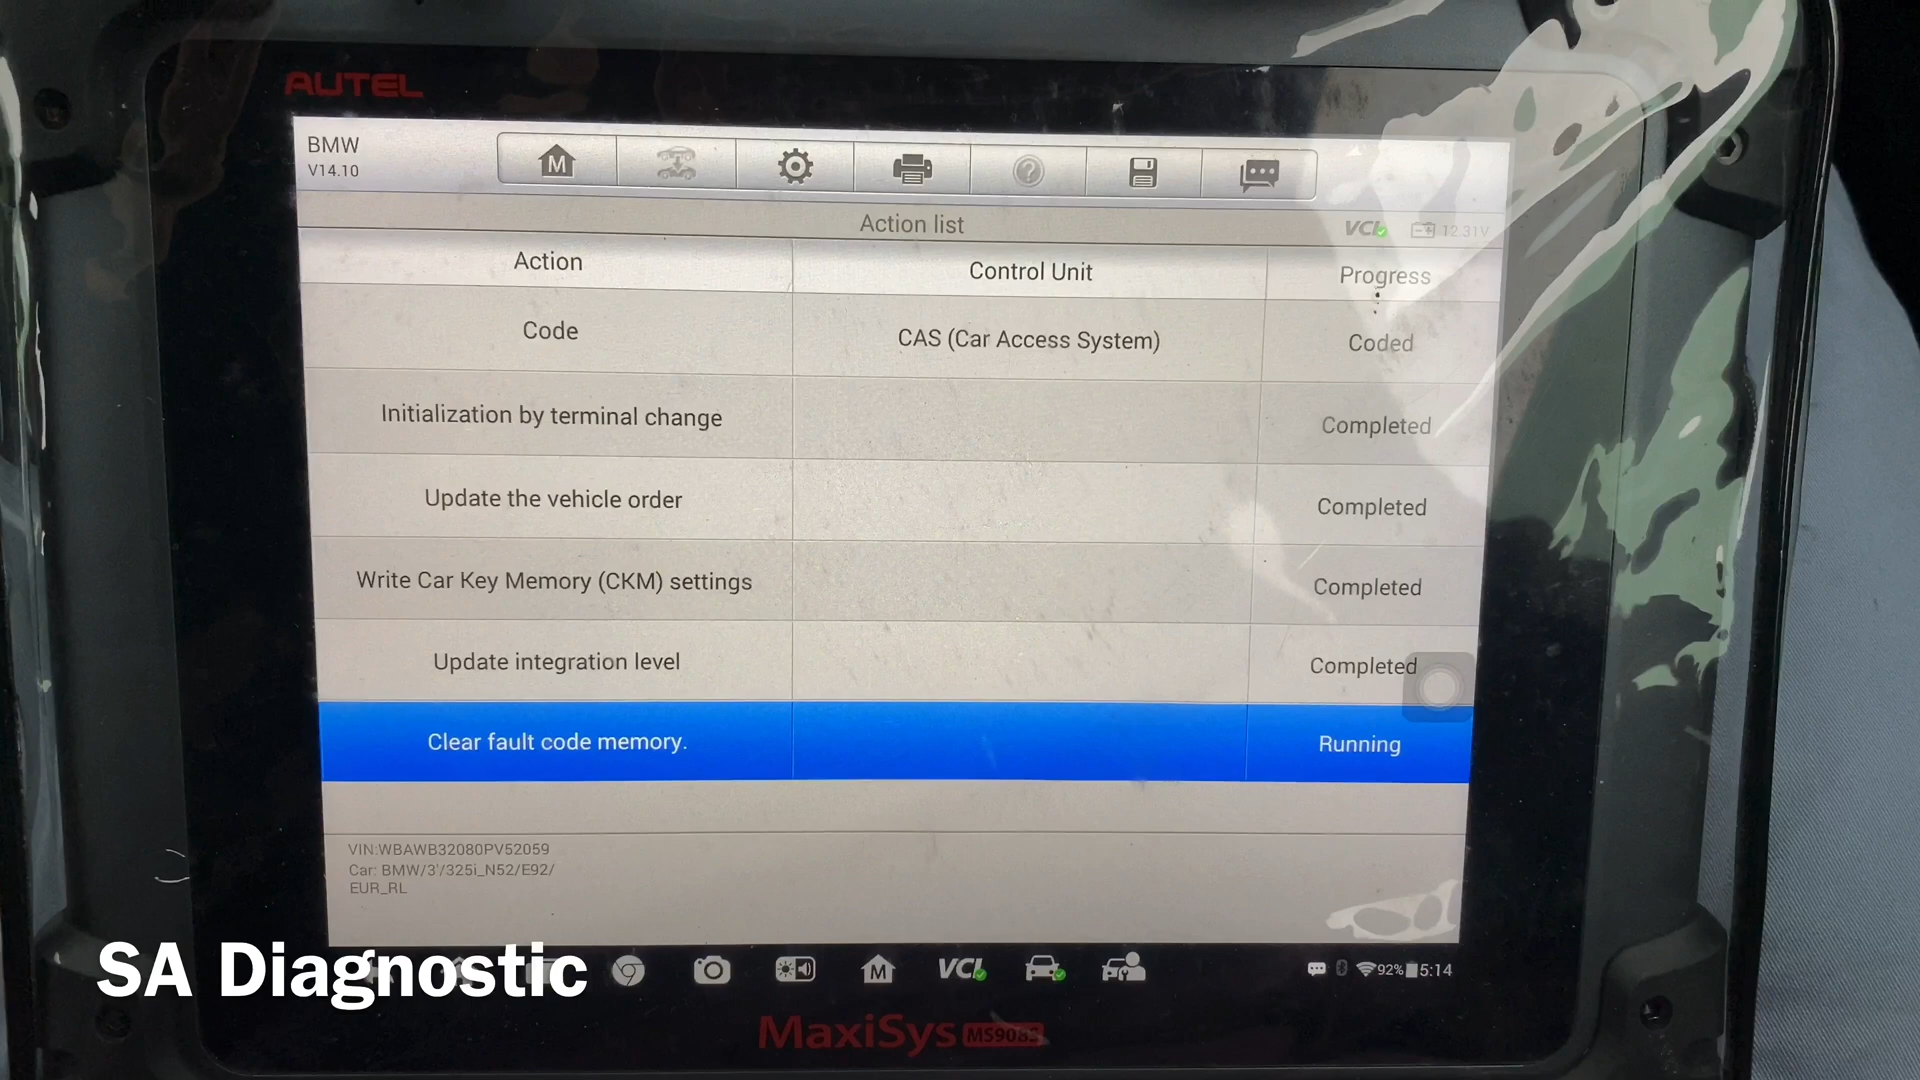 AUTEL
BMW
V14.10
M
?
Action list
VCI
12.31V
Action
Control Unit
Progress
Code
CAS (Car Access System)
Coded
Initialization by terminal change
Completed
Update the vehicle order
Completed
Write Car Key Memory (CKM) settings
Completed
Update integration level
Completed
Clear fault code memory.
Running
VIN:WBAWB32080PV52059
Car: BMW/3'/325i_N52/E92/
EUR_RL
SA Diagnostic
M
VCI
92%
5:14
MaxiSys MS908S